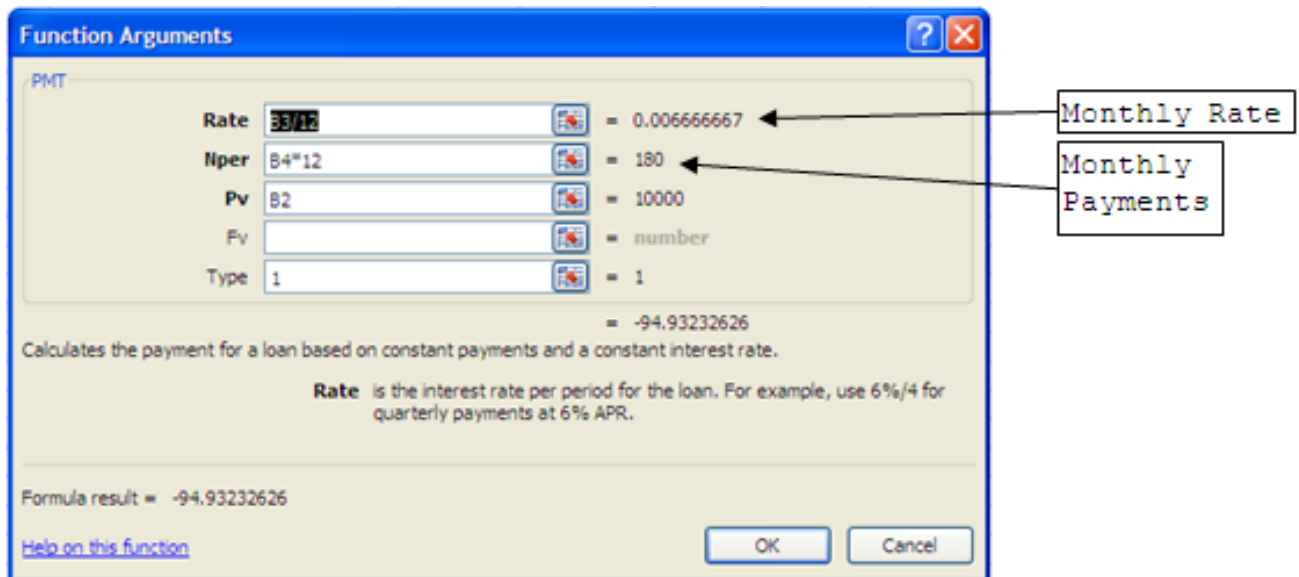 Function Arguments
PMT
Rate B3/12 = 0.006666667
Monthly Rate
Nper B4*12 = 180
Monthly
Payments
Pv B2 = 10000
Fv = number
Type 1 = 1
= -94.93232626
Calculates the payment for a loan based on constant payments and a constant interest rate.
Rate is the interest rate per period for the loan. For example, use 6%/4 for
quarterly payments at 6% APR.
Formula result = -94.93232626
Help on this function
OK Cancel